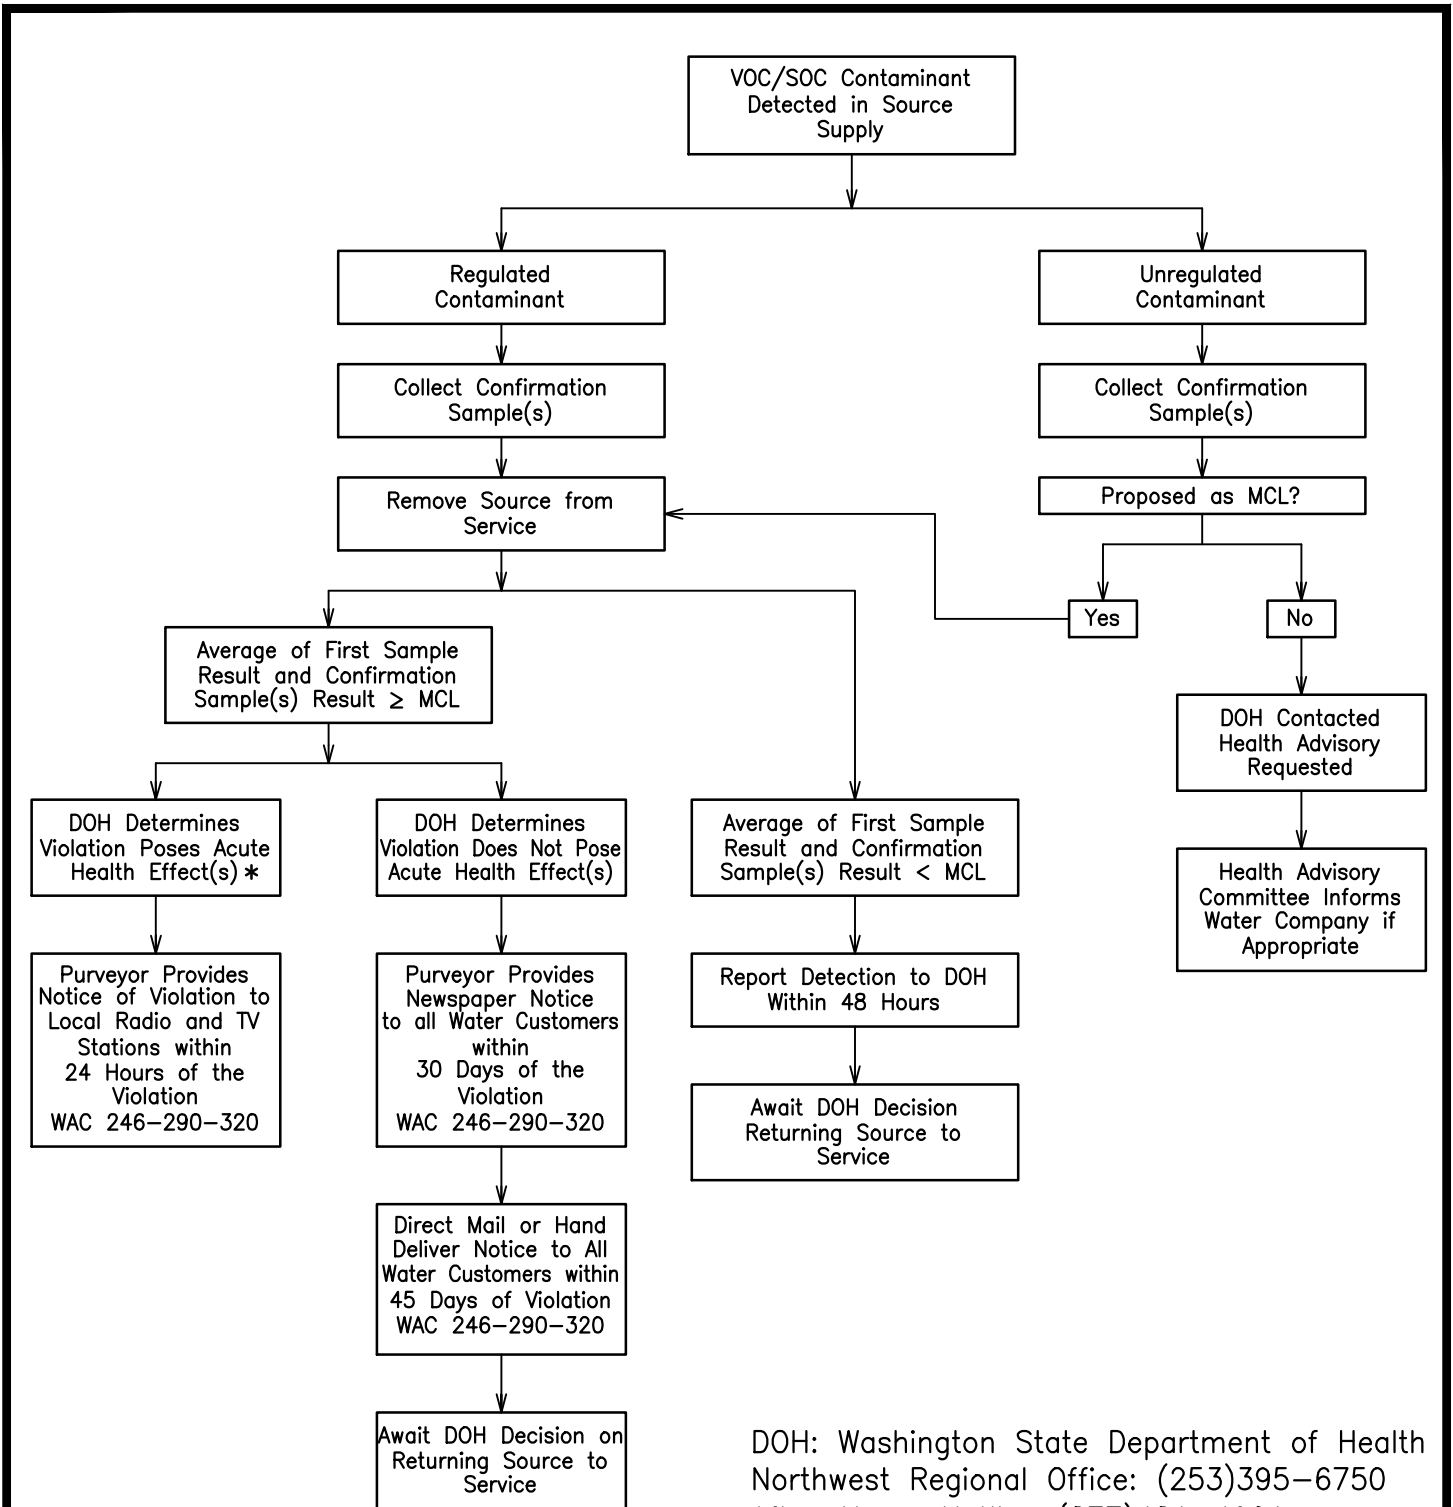 VOC/SOC Contaminant
Detected in Source
Supply
Regulated
Contaminant
Unregulated
Contaminant
Collect Confirmation
Sample(s)
Collect Confirmation
Sample(s)
Remove Source from
Service
Proposed as MCL?
Yes
No
Average of First Sample
Result and Confirmation
Sample(s) Result ≥ MCL
DOH Contacted
Health Advisory
Requested
DOH Determines
Violation Poses Acute
Health Effect(s) *
DOH Determines
Violation Does Not Pose
Acute Health Effect(s)
Average of First Sample
Result and Confirmation
Sample(s) Result < MCL
Health Advisory
Committee Informs
Water Company if
Appropriate
Purveyor Provides
Notice of Violation to
Local Radio and TV
Stations within
24 Hours of the
Violation
WAC 246-290-320
Purveyor Provides
Newspaper Notice
to all Water Customers
within
30 Days of the
Violation
WAC 246-290-320
Report Detection to DOH
Within 48 Hours
Await DOH Decision
Returning Source to
Service
Direct Mail or Hand
Deliver Notice to All
Water Customers within
45 Days of Violation
WAC 246-290-320
Await DOH Decision on
Returning Source to
Service
DOH: Washington State Department of Health
Northwest Regional Office: (253)395-6750